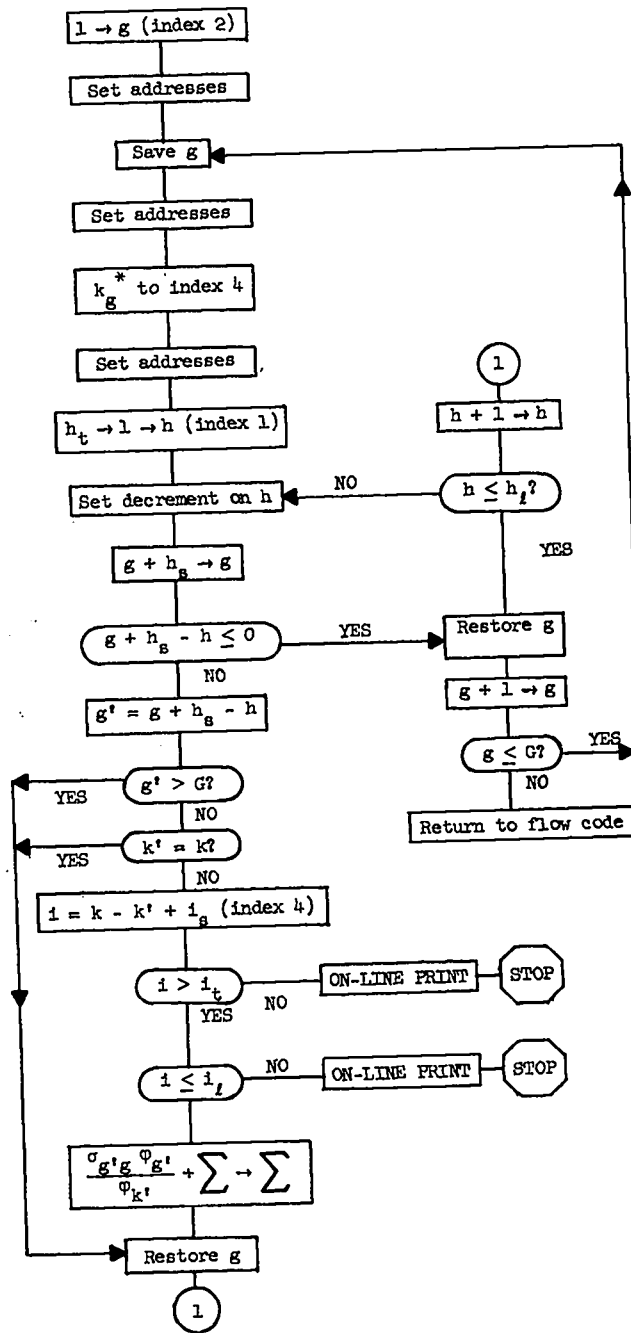 1 → g (index 2)
Set addresses
Save g
Set addresses
k_g* to index 4
Set addresses
h_t → 1 → h (index 1)
Set decrement on h
g + h_s → g
g + h_s - h ≤ 0
YES
NO
g' = g + h_s - h
g' > G?
YES
NO
k' = k?
YES
NO
i = k - k' + i_s (index 4)
i > i_t
NO
ON-LINE PRINT
STOP
YES
i ≤ i_ℓ
NO
ON-LINE PRINT
STOP
σ_g'g φ_g' / φ_k' + ∑ → ∑
Restore g
1
1
h + 1 → h
h ≤ h_ℓ?
NO
YES
Restore g
g + 1 → g
g ≤ G?
YES
NO
Return to flow code